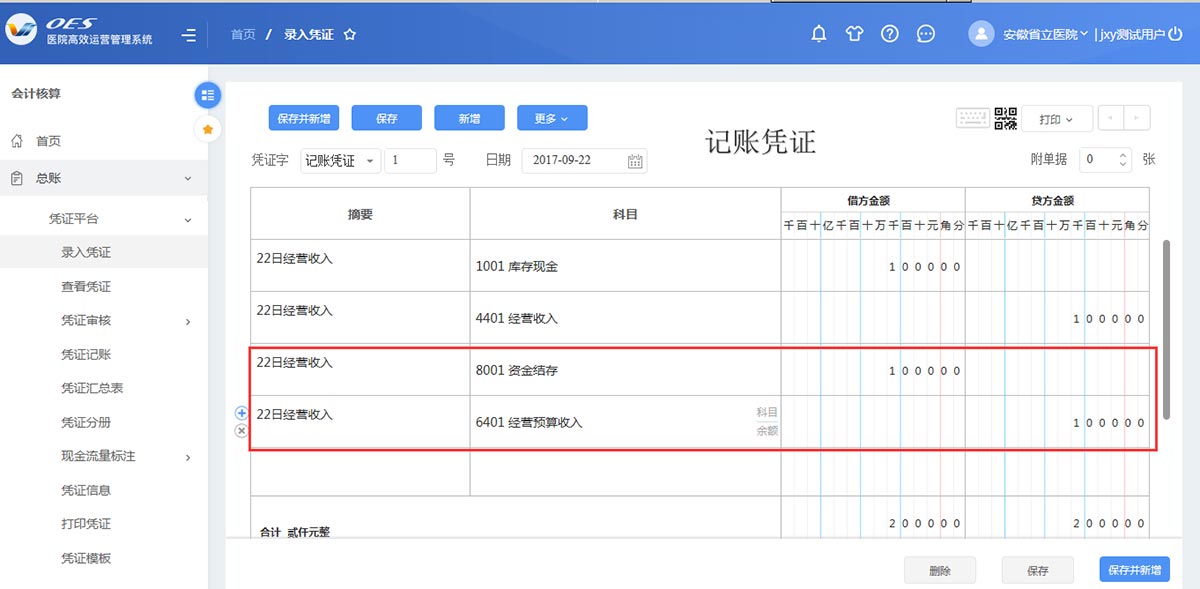 OES
医院高效运营管理系统
首页 / 录入凭证
安徽省立医院 | jxy测试用户
会计核算
首页
总账
凭证平台
录入凭证
查看凭证
凭证审核
凭证记账
凭证汇总表
凭证分册
现金流量标注
凭证信息
打印凭证
凭证模板
保存并新增 保存 新增 更多
打印
记账凭证
凭证字 记账凭证 1 号 日期 2017-09-22
附单据 0 张
摘要 科目 借方金额 贷方金额
千百十亿千百十万千百十元角分 千百十亿千百十万千百十元角分
22日经营收入 1001 库存现金 100000
22日经营收入 4401 经营收入 100000
22日经营收入 8001 资金结存 100000
22日经营收入 6401 经营预算收入 科目 余额 100000
合计 贰仟元整 200000 200000
删除 保存 保存并新增